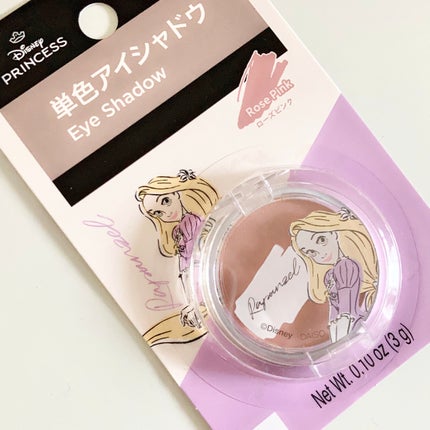 Disney
PRINCESS
単色アイシャドウ
Eye Shadow
Rose Pink
ローズピンク
Rapunzel
Rapunzel
©Disney DAISO
Net Wt. 0.10 oz (3 g)